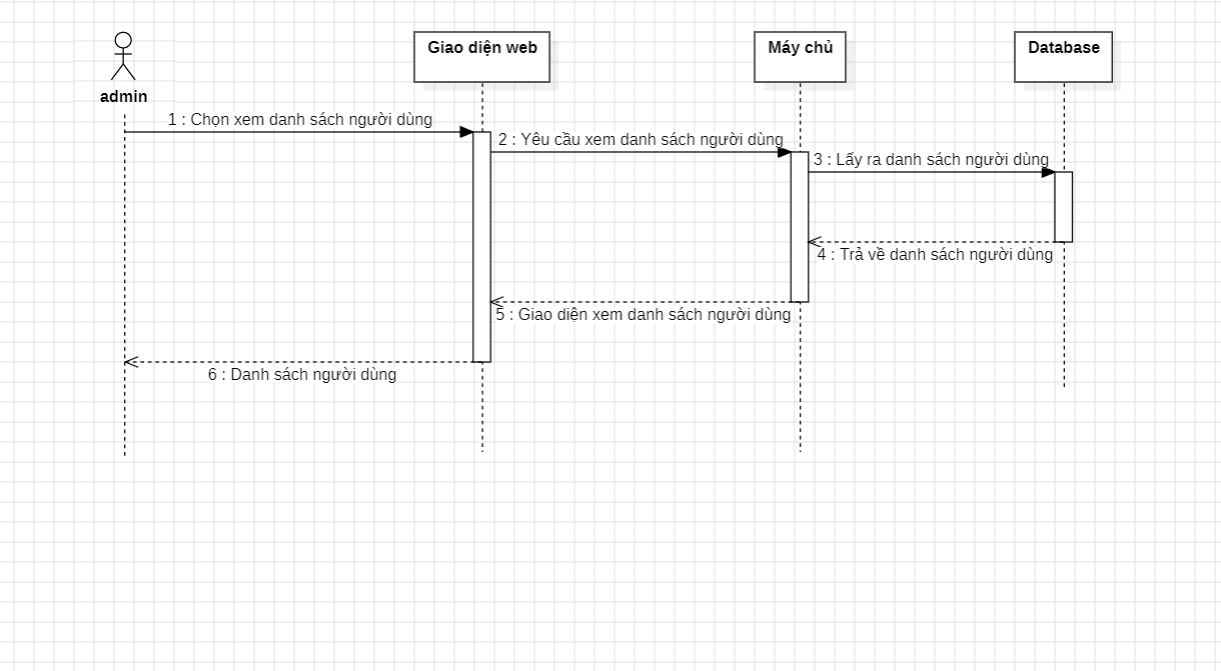 admin
Giao diện web
Máy chủ
Database
1 : Chọn xem danh sách người dùng
2 : Yêu cầu xem danh sách người dùng
3 : Lấy ra danh sách người dùng
4 : Trả về danh sách người dùng
5 : Giao diện xem danh sách người dùng
6 : Danh sách người dùng